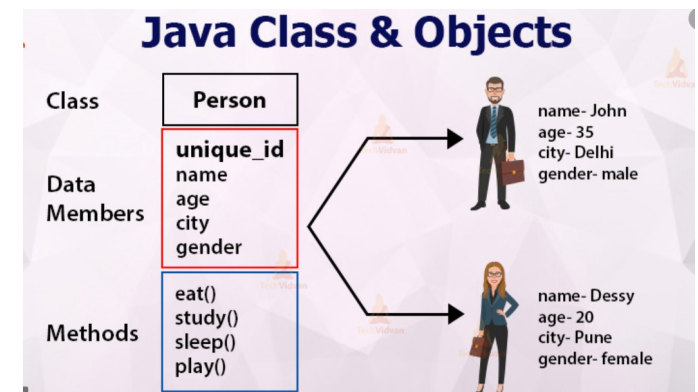 Java Class & Objects
Class
Person
Data
Members
unique_id
name
age
city
gender
Methods
eat()
study()
sleep()
play()
name- John
age- 35
city- Delhi
gender- male
name- Dessy
age- 20
city- Pune
gender- female